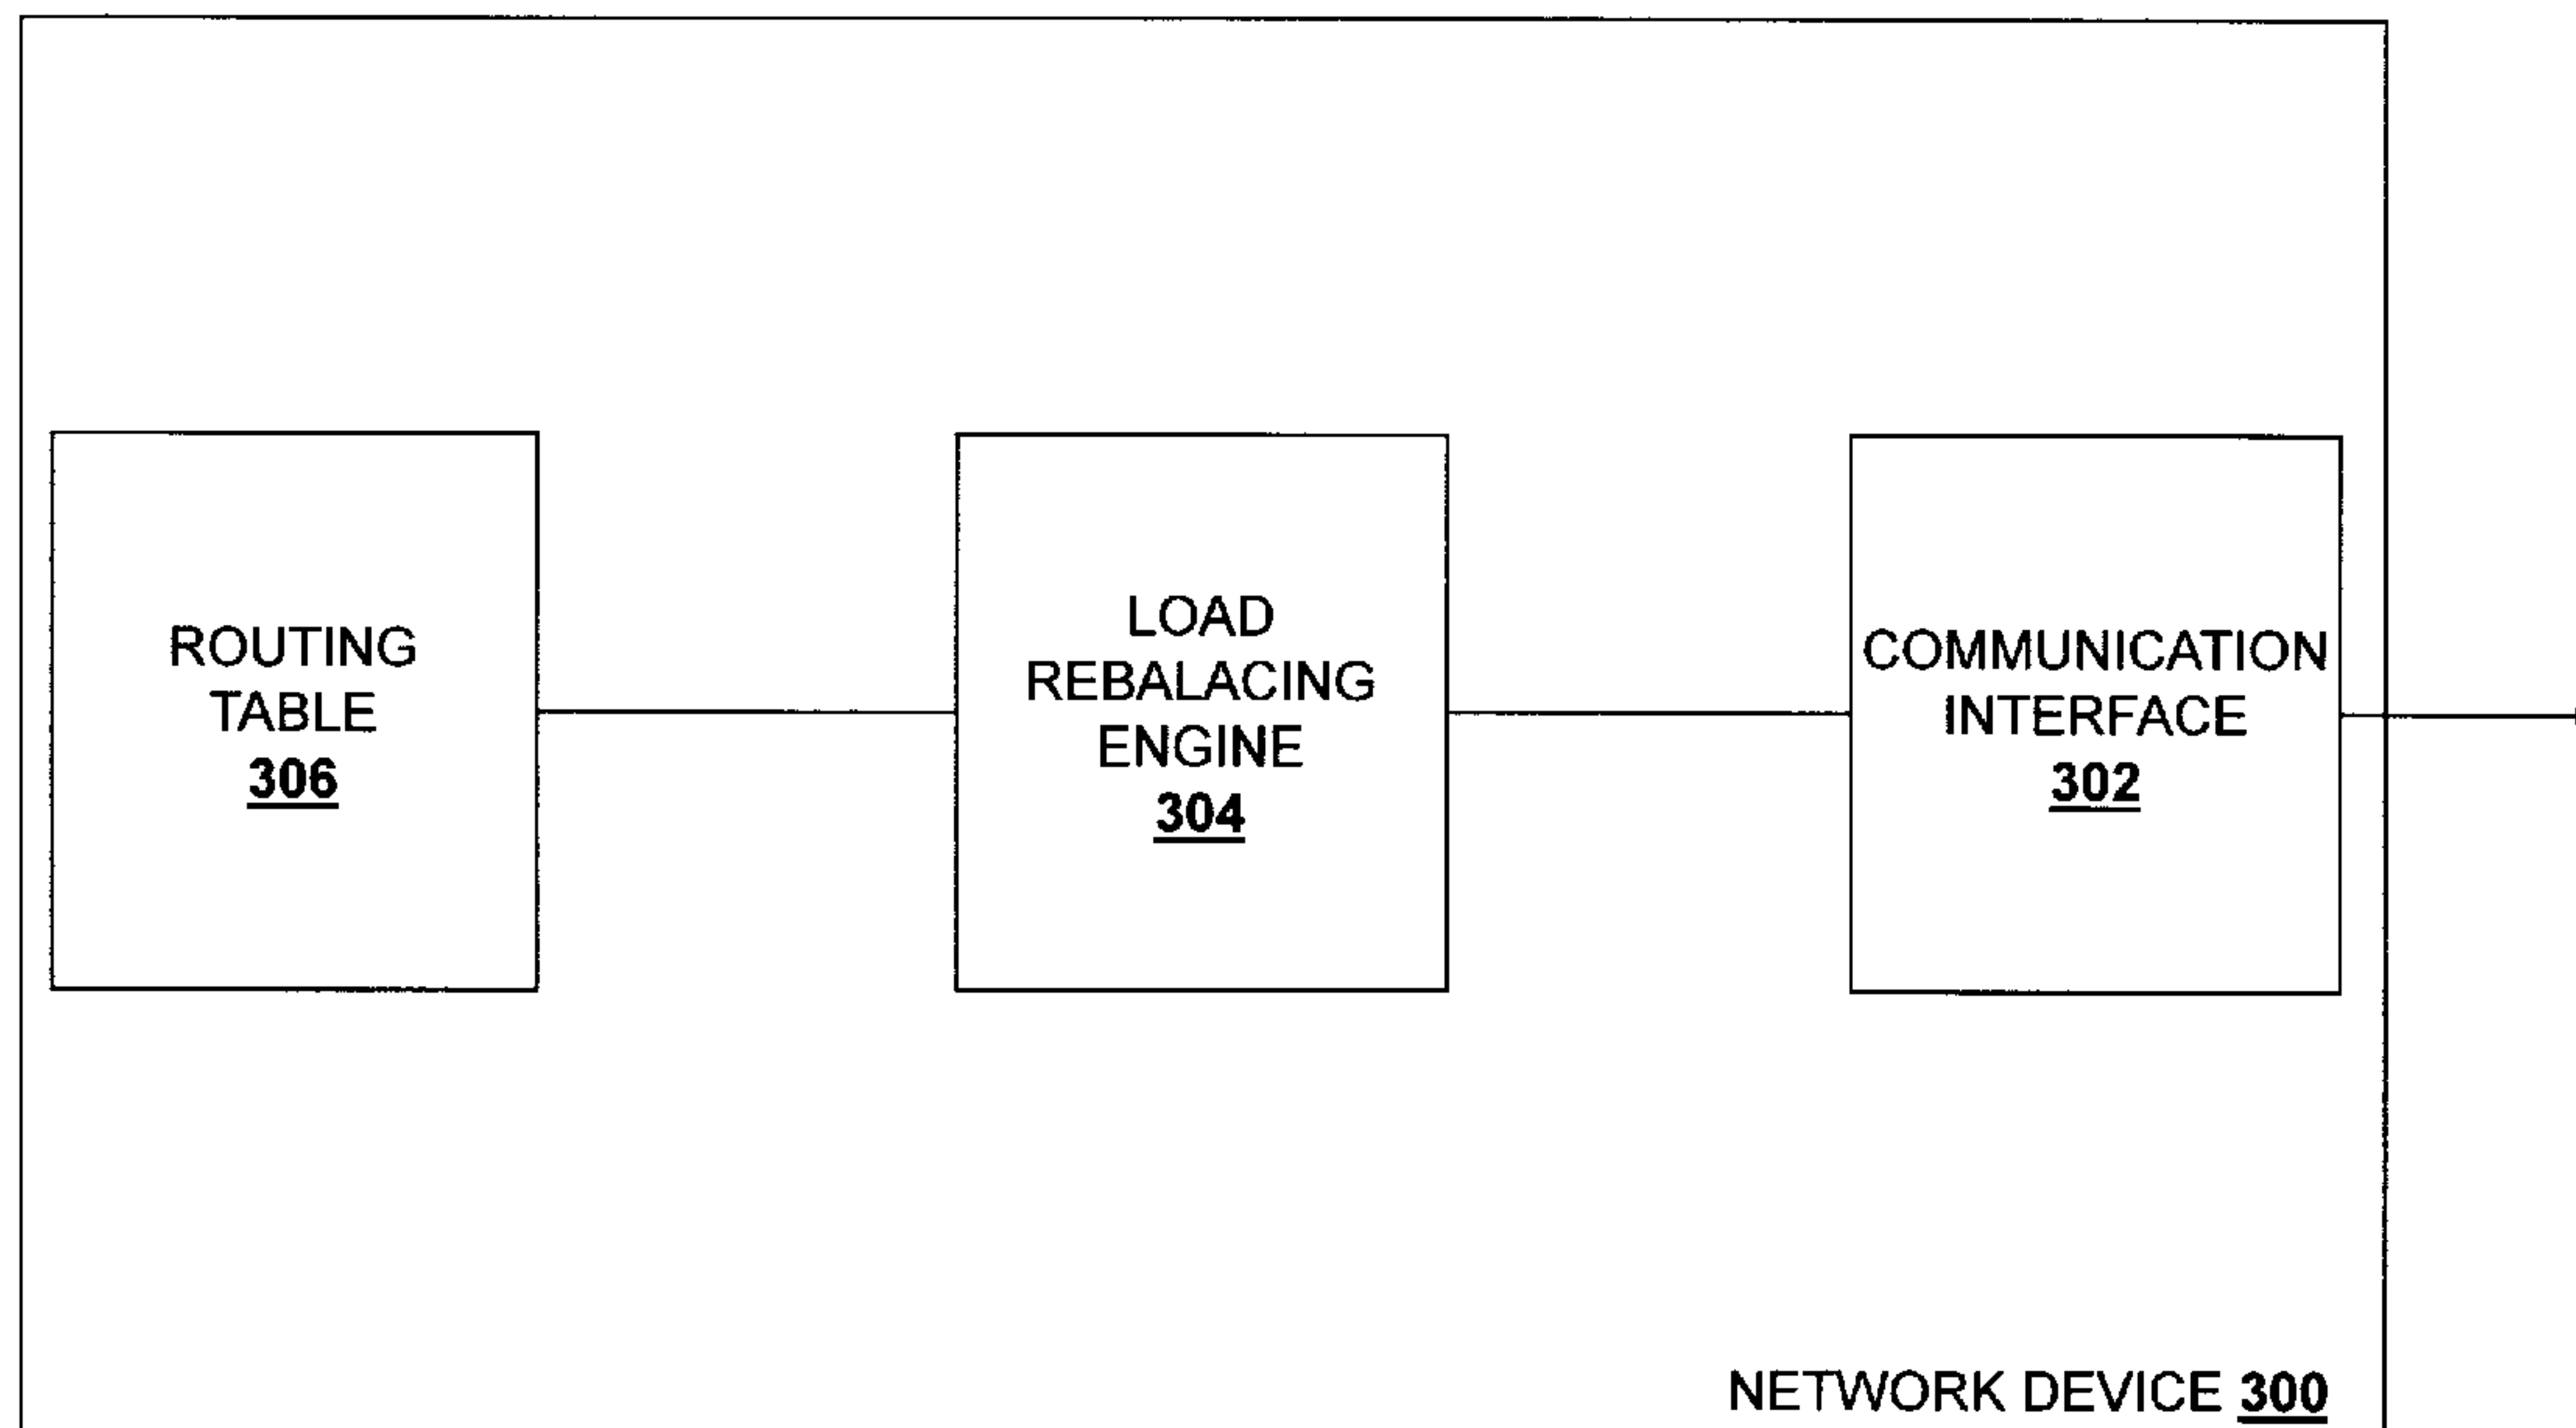 ROUTING
TABLE
306
LOAD
REBALACING
ENGINE
304
COMMUNICATION
INTERFACE
302
NETWORK DEVICE 300